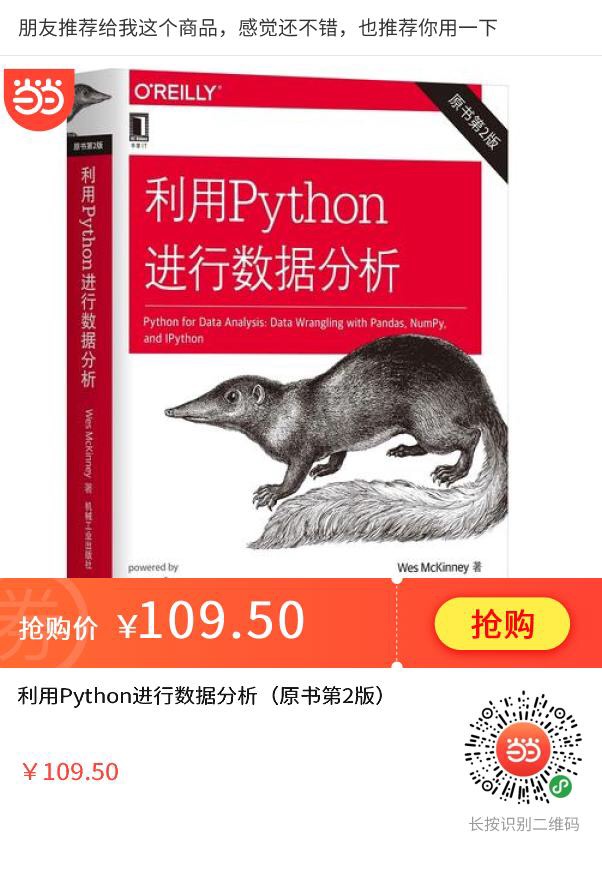 朋友推荐给我这个商品，感觉还不错，也推荐你用一下
当当
O'REILLY®
原书第2版
原书第2版
利用Python
进行数据分析
Python for Data Analysis: Data Wrangling with Pandas, NumPy,
and IPython
利用Python进行数据分析
Wes McKinney 著
机械工业出版社
powered by
Wes McKinney 著
抢购价 ¥109.50
抢购
券
利用Python进行数据分析（原书第2版）
¥109.50
当当
长按识别二维码